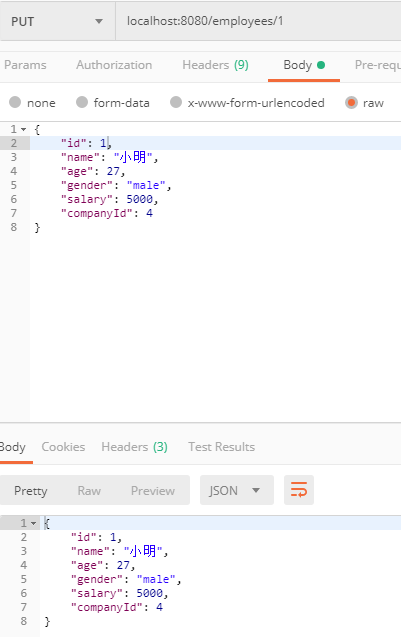 PUT localhost:8080/employees/1
Params Authorization Headers (9) Body Pre-requ
none form-data x-www-form-urlencoded raw
1 {
2 "id": 1,
3 "name": "小明",
4 "age": 27,
5 "gender": "male",
6 "salary": 5000,
7 "companyId": 4
8 }
Body Cookies Headers (3) Test Results
Pretty Raw Preview JSON
1 {
2 "id": 1,
3 "name": "小明",
4 "age": 27,
5 "gender": "male",
6 "salary": 5000,
7 "companyId": 4
8 }